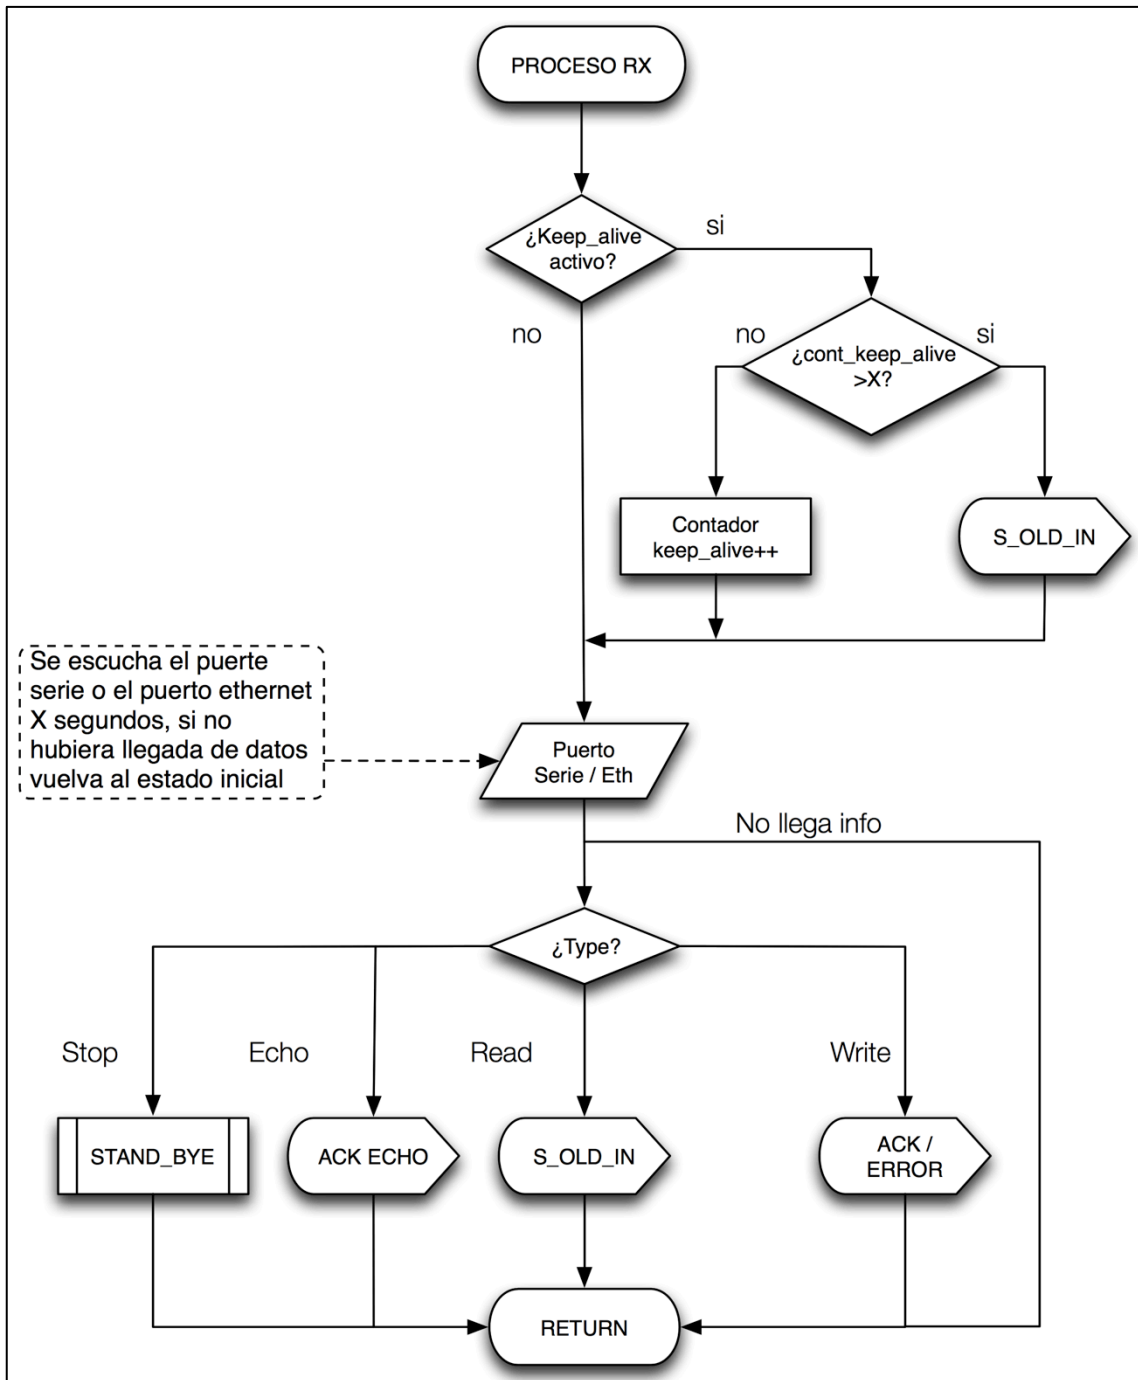 PROCESO RX
¿Keep_alive
activo?
si
no
¿cont_keep_alive
>X?
no
si
Contador
keep_alive++
S_OLD_IN
Se escucha el puerte
serie o el puerto ethernet
X segundos, si no
hubiera llegada de datos
vuelva al estado inicial
Puerto
Serie / Eth
No llega info
¿Type?
Stop
Echo
Read
Write
STAND_BYE
ACK ECHO
S_OLD_IN
ACK /
ERROR
RETURN